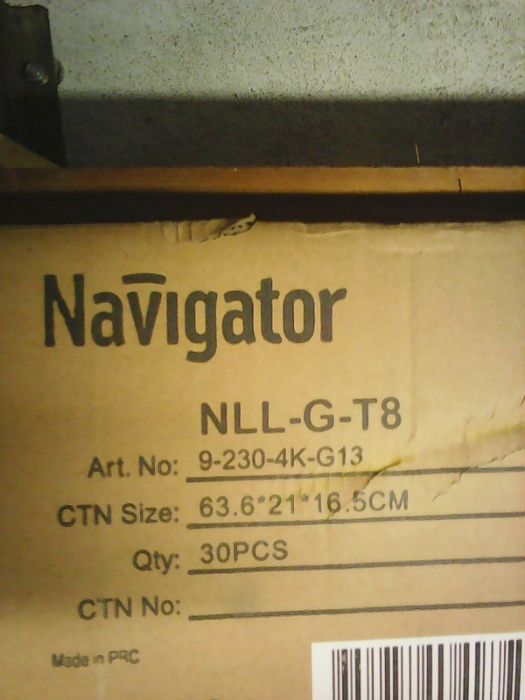 Navigator
NLL-G-T8
Art. No: 9-230-4K-G13
CTN Size: 63.6*21*16.5CM
Qty: 30PCS
CTN No:
Made in PRC